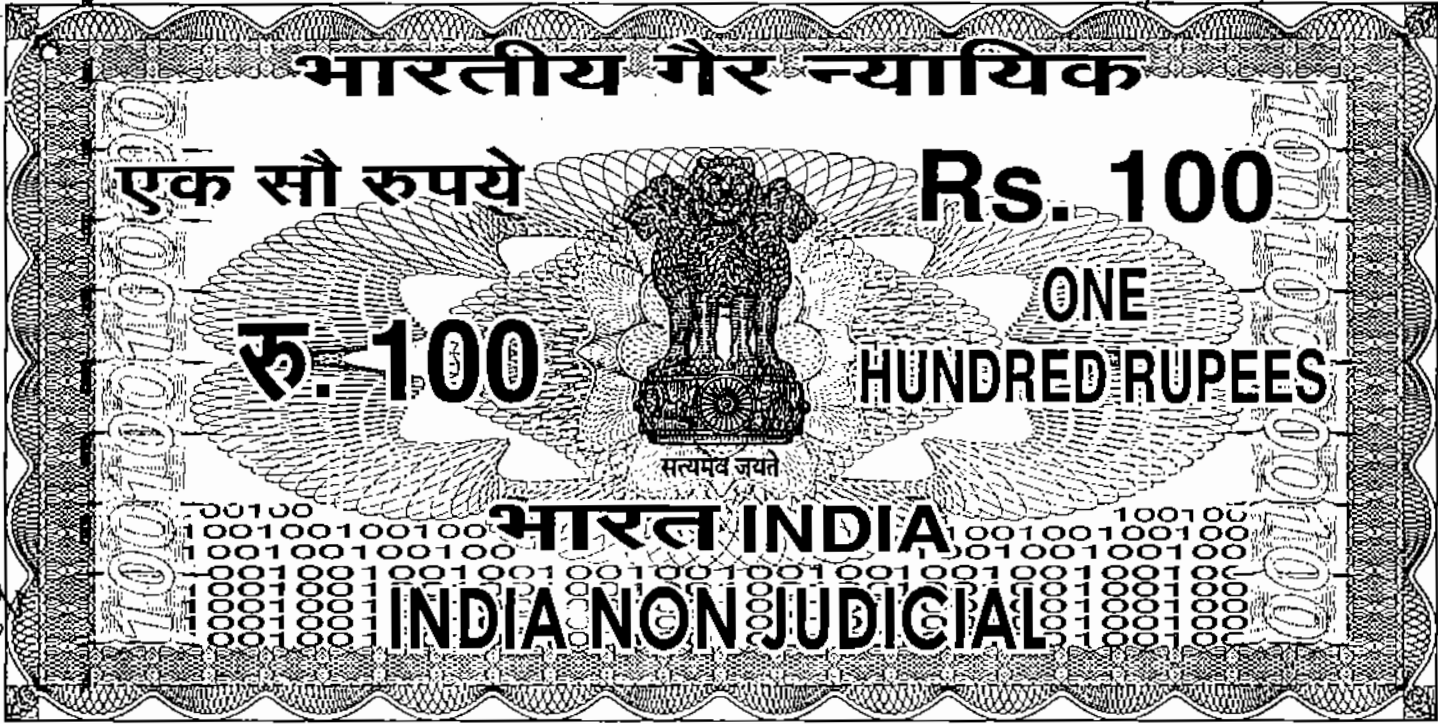 भारतीय गैर न्यायिक
एक सौ रुपये
Rs. 100
रु. 100
ONE
HUNDRED RUPEES
सत्यमेव जयते
भारत INDIA
INDIA NON JUDICIAL